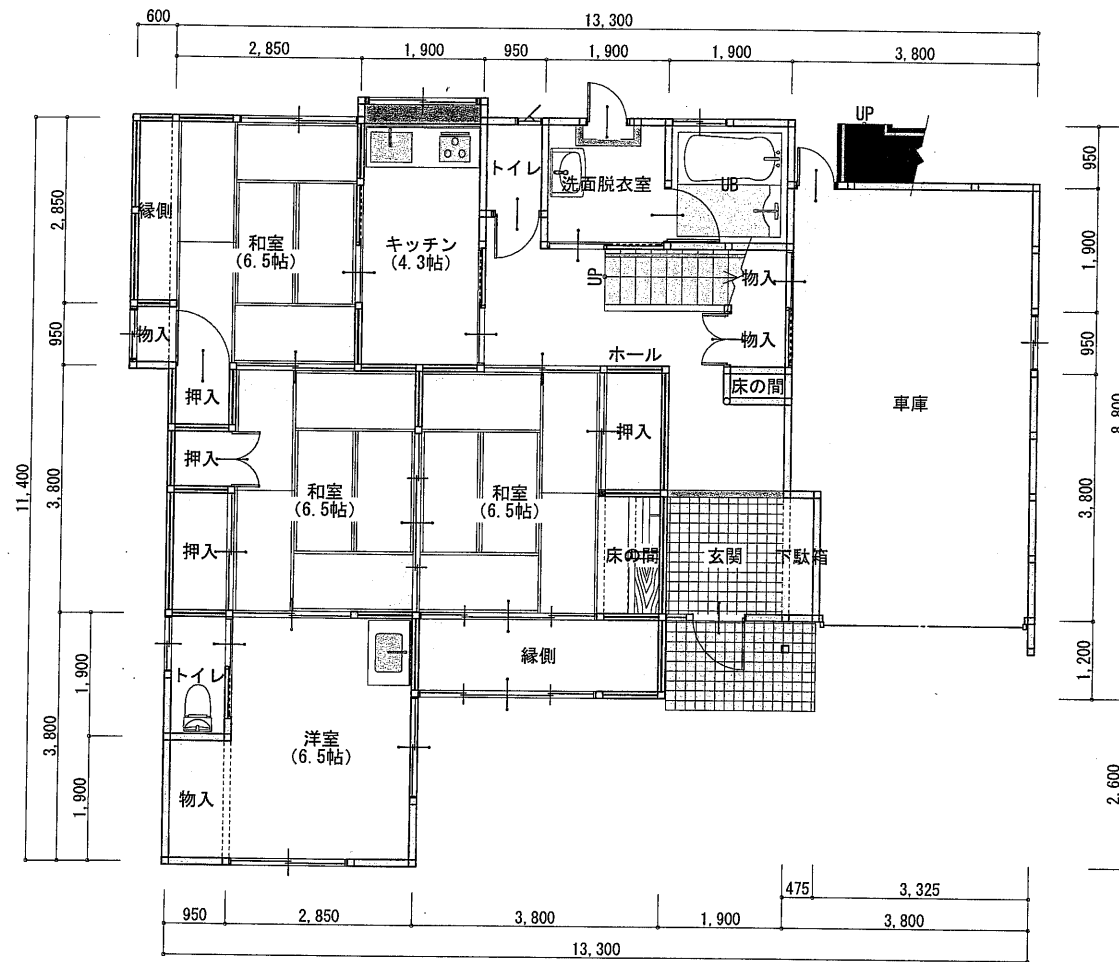 600
13,300
2,850
1,900
950
1,900
1,900
3,800
UP
950
2,850
縁側
和室
(6.5帖)
キッチン
(4.3帖)
トイレ
洗面脱衣室
UB
1,900
UP
物入
950
物入
物入
950
ホール
床の間
押入
車庫
8,800
11,400
3,800
押入
押入
和室
(6.5帖)
和室
(6.5帖)
3,800
押入
床の間
玄関
下駄箱
縁側
1,200
1,900
トイレ
3,800
洋室
(6.5帖)
2,600
1,900
物入
475
3,325
950
2,850
3,800
1,900
3,800
13,300